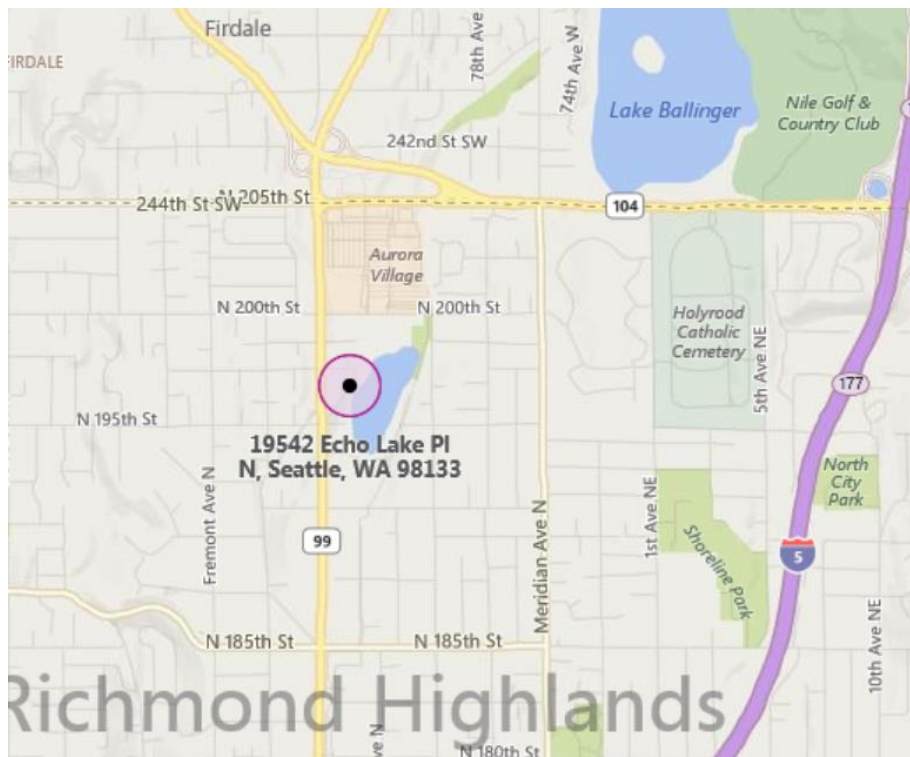 Firdale
78th Ave
74th Ave W
FIRDALE
Lake Ballinger
Nile Golf &
Country Club
242nd St SW
244th St SW
N 205th St
104
Aurora
Village
N 200th St
N 200th St
Holyrood
Catholic
Cemetery
5th Ave NE
177
N 195th St
19542 Echo Lake Pl
N, Seattle, WA 98133
Fremont Ave N
99
Meridian Ave N
1st Ave NE
Shoreline Park
North
City
Park
5
10th Ave NE
N 185th St
N 185th St
Richmond Highlands
ve N
N 180th St